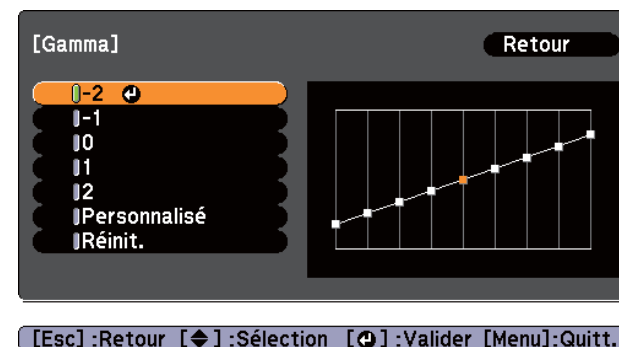 [Gamma]
Retour
-2
-1
0
1
2
Personnalisé
Réinit.
[Esc] :Retour [◆] :Sélection [⏎] :Valider [Menu]:Quitt.